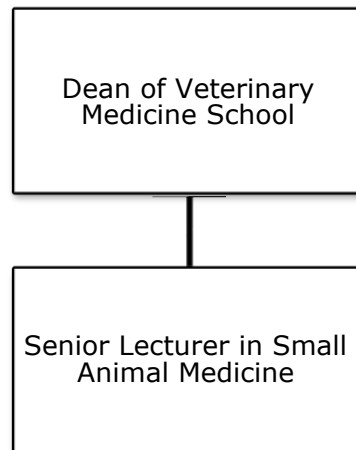 Dean of Veterinary
Medicine School
Senior Lecturer in Small
Animal Medicine